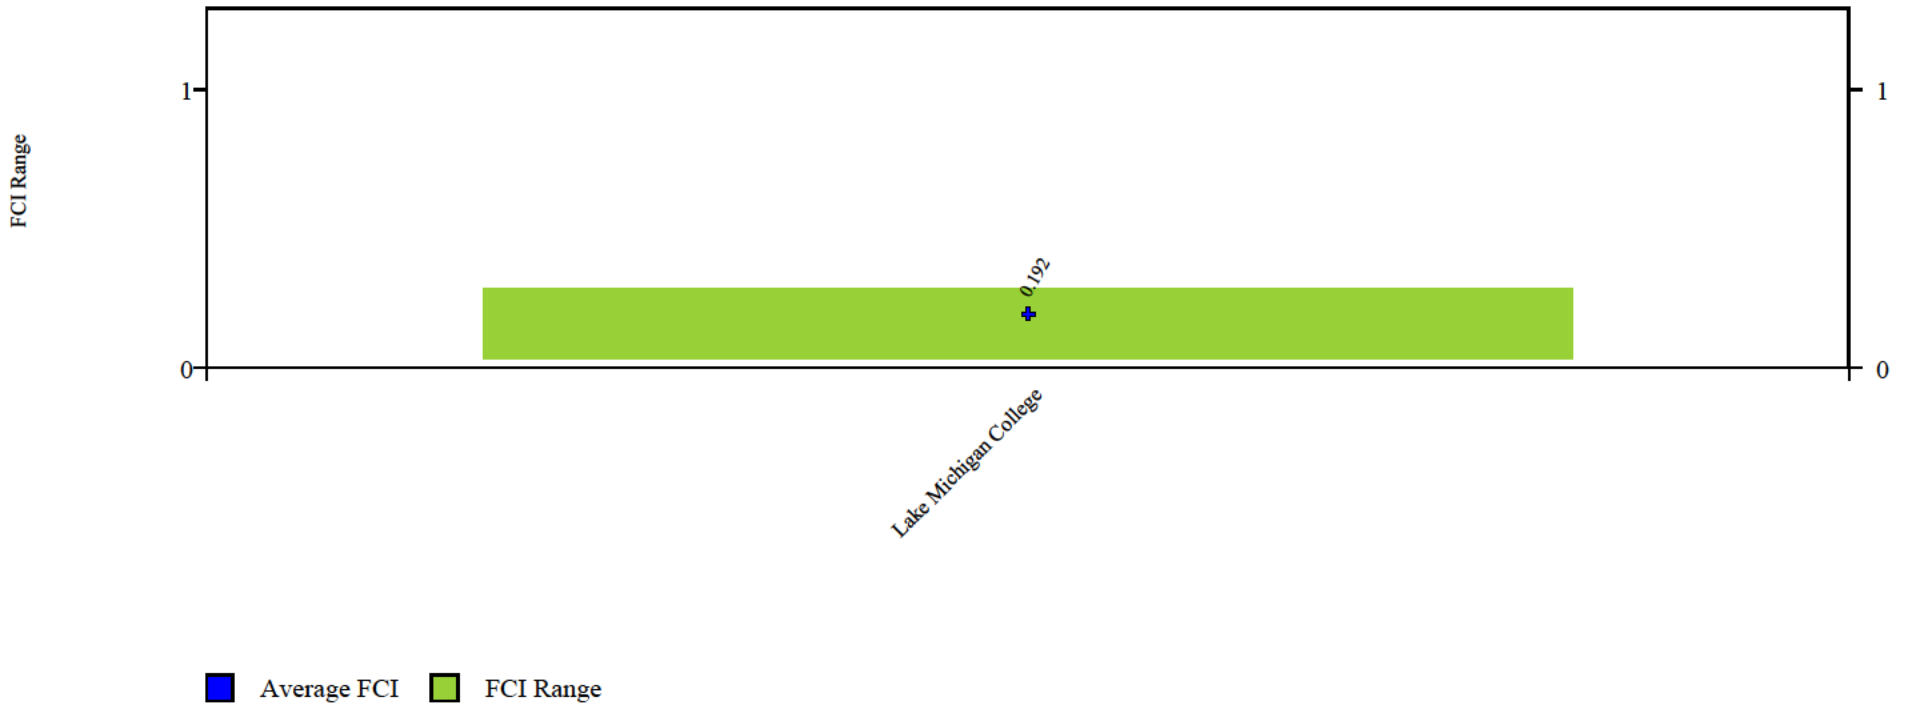 FCI Range
1
1
0.192
0
0
Lake Michigan College
Average FCI
FCI Range